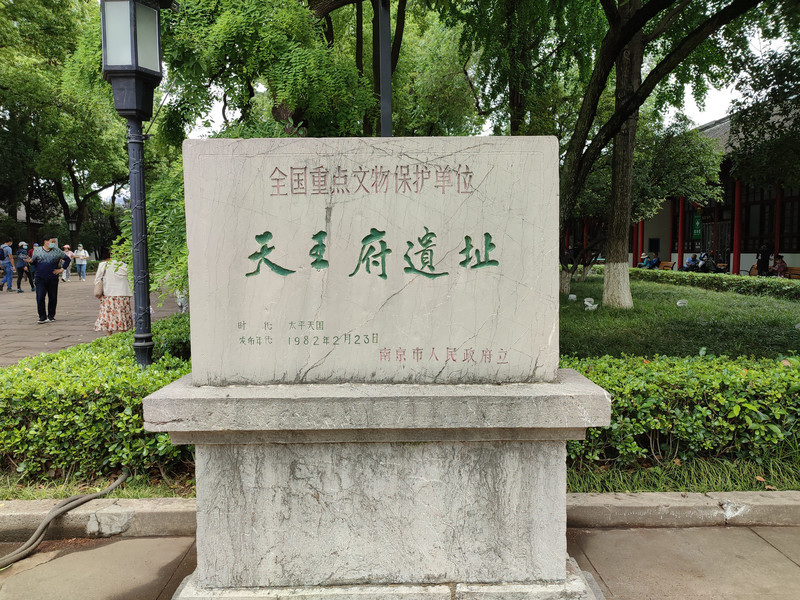 全国重点文物保护单位
天王府遺址
时 代: 太平天国
发布年代: 1982年2月23日
南京市人民政府立